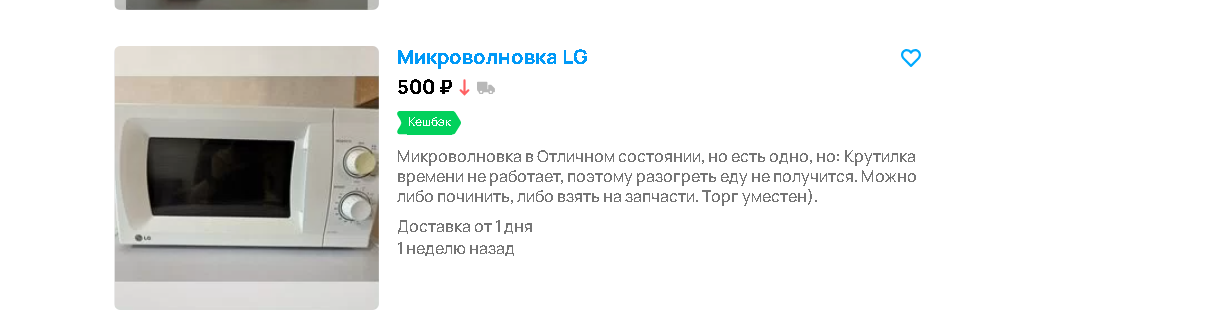 Микроволновка LG
500 ₽
Кешбэк
Микроволновка в Отличном состоянии, но есть одно, но: Крутилка
времени не работает, поэтому разогреть еду не получится. Можно
либо починить, либо взять на запчасти. Торг уместен).
Доставка от 1 дня
1 неделю назад
LG